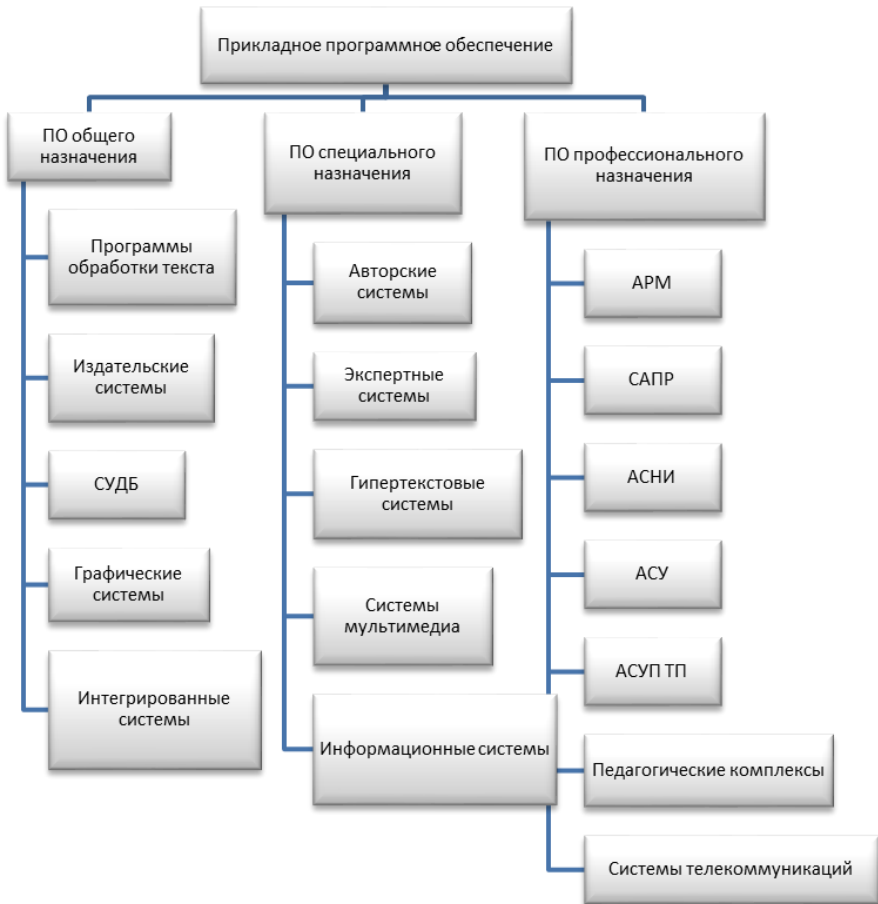 Прикладное программное обеспечение
ПО общего
назначения
Программы
обработки текста
Издательские
системы
СУДБ
Графические
системы
Интегрированные
системы
ПО специального
назначения
Авторские
системы
Экспертные
системы
Гипертекстовые
системы
Системы
мультимедиа
Информационные системы
ПО профессионального
назначения
АРМ
САПР
АСНИ
АСУ
АСУП ТП
Педагогические комплексы
Системы телекоммуникаций